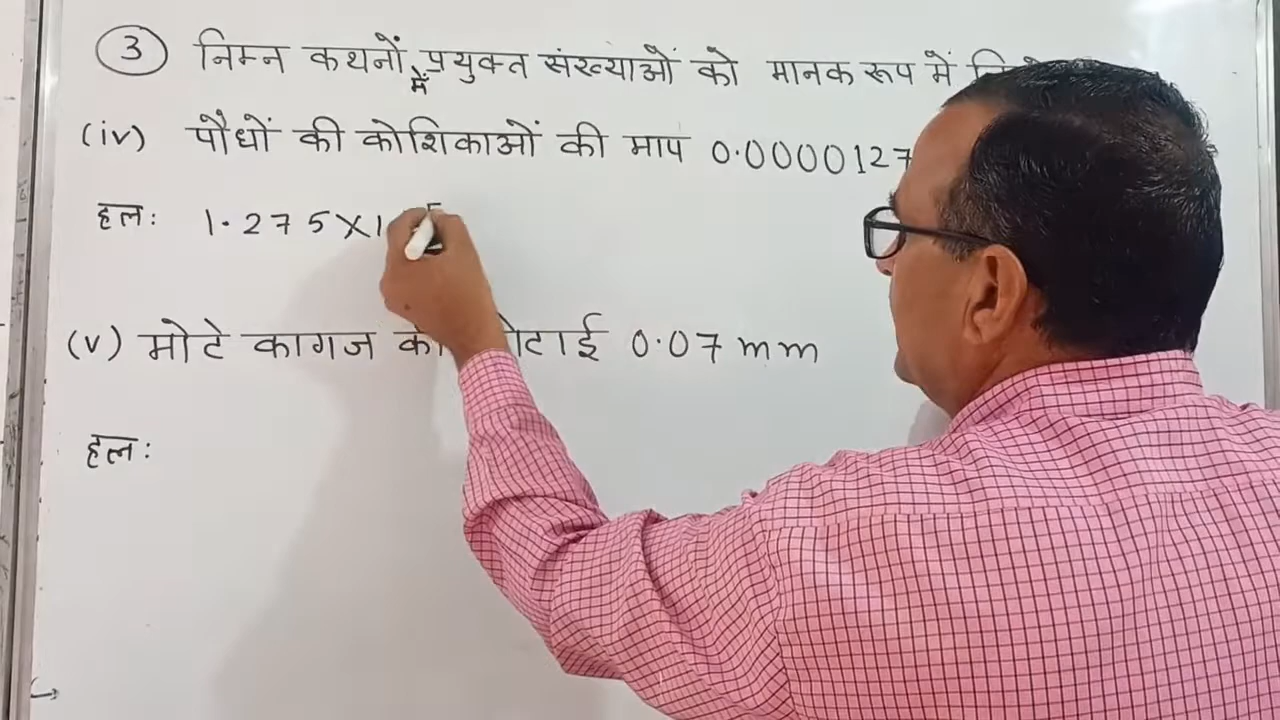 3 निम्न कथनों में प्रयुक्त संख्याओं को मानक रूप में
(iv) पौधों की कोशिकाओं की माप 0.0000127
हल: 1.275×1
(v) मोटे कागज 0.07 mm
हल: